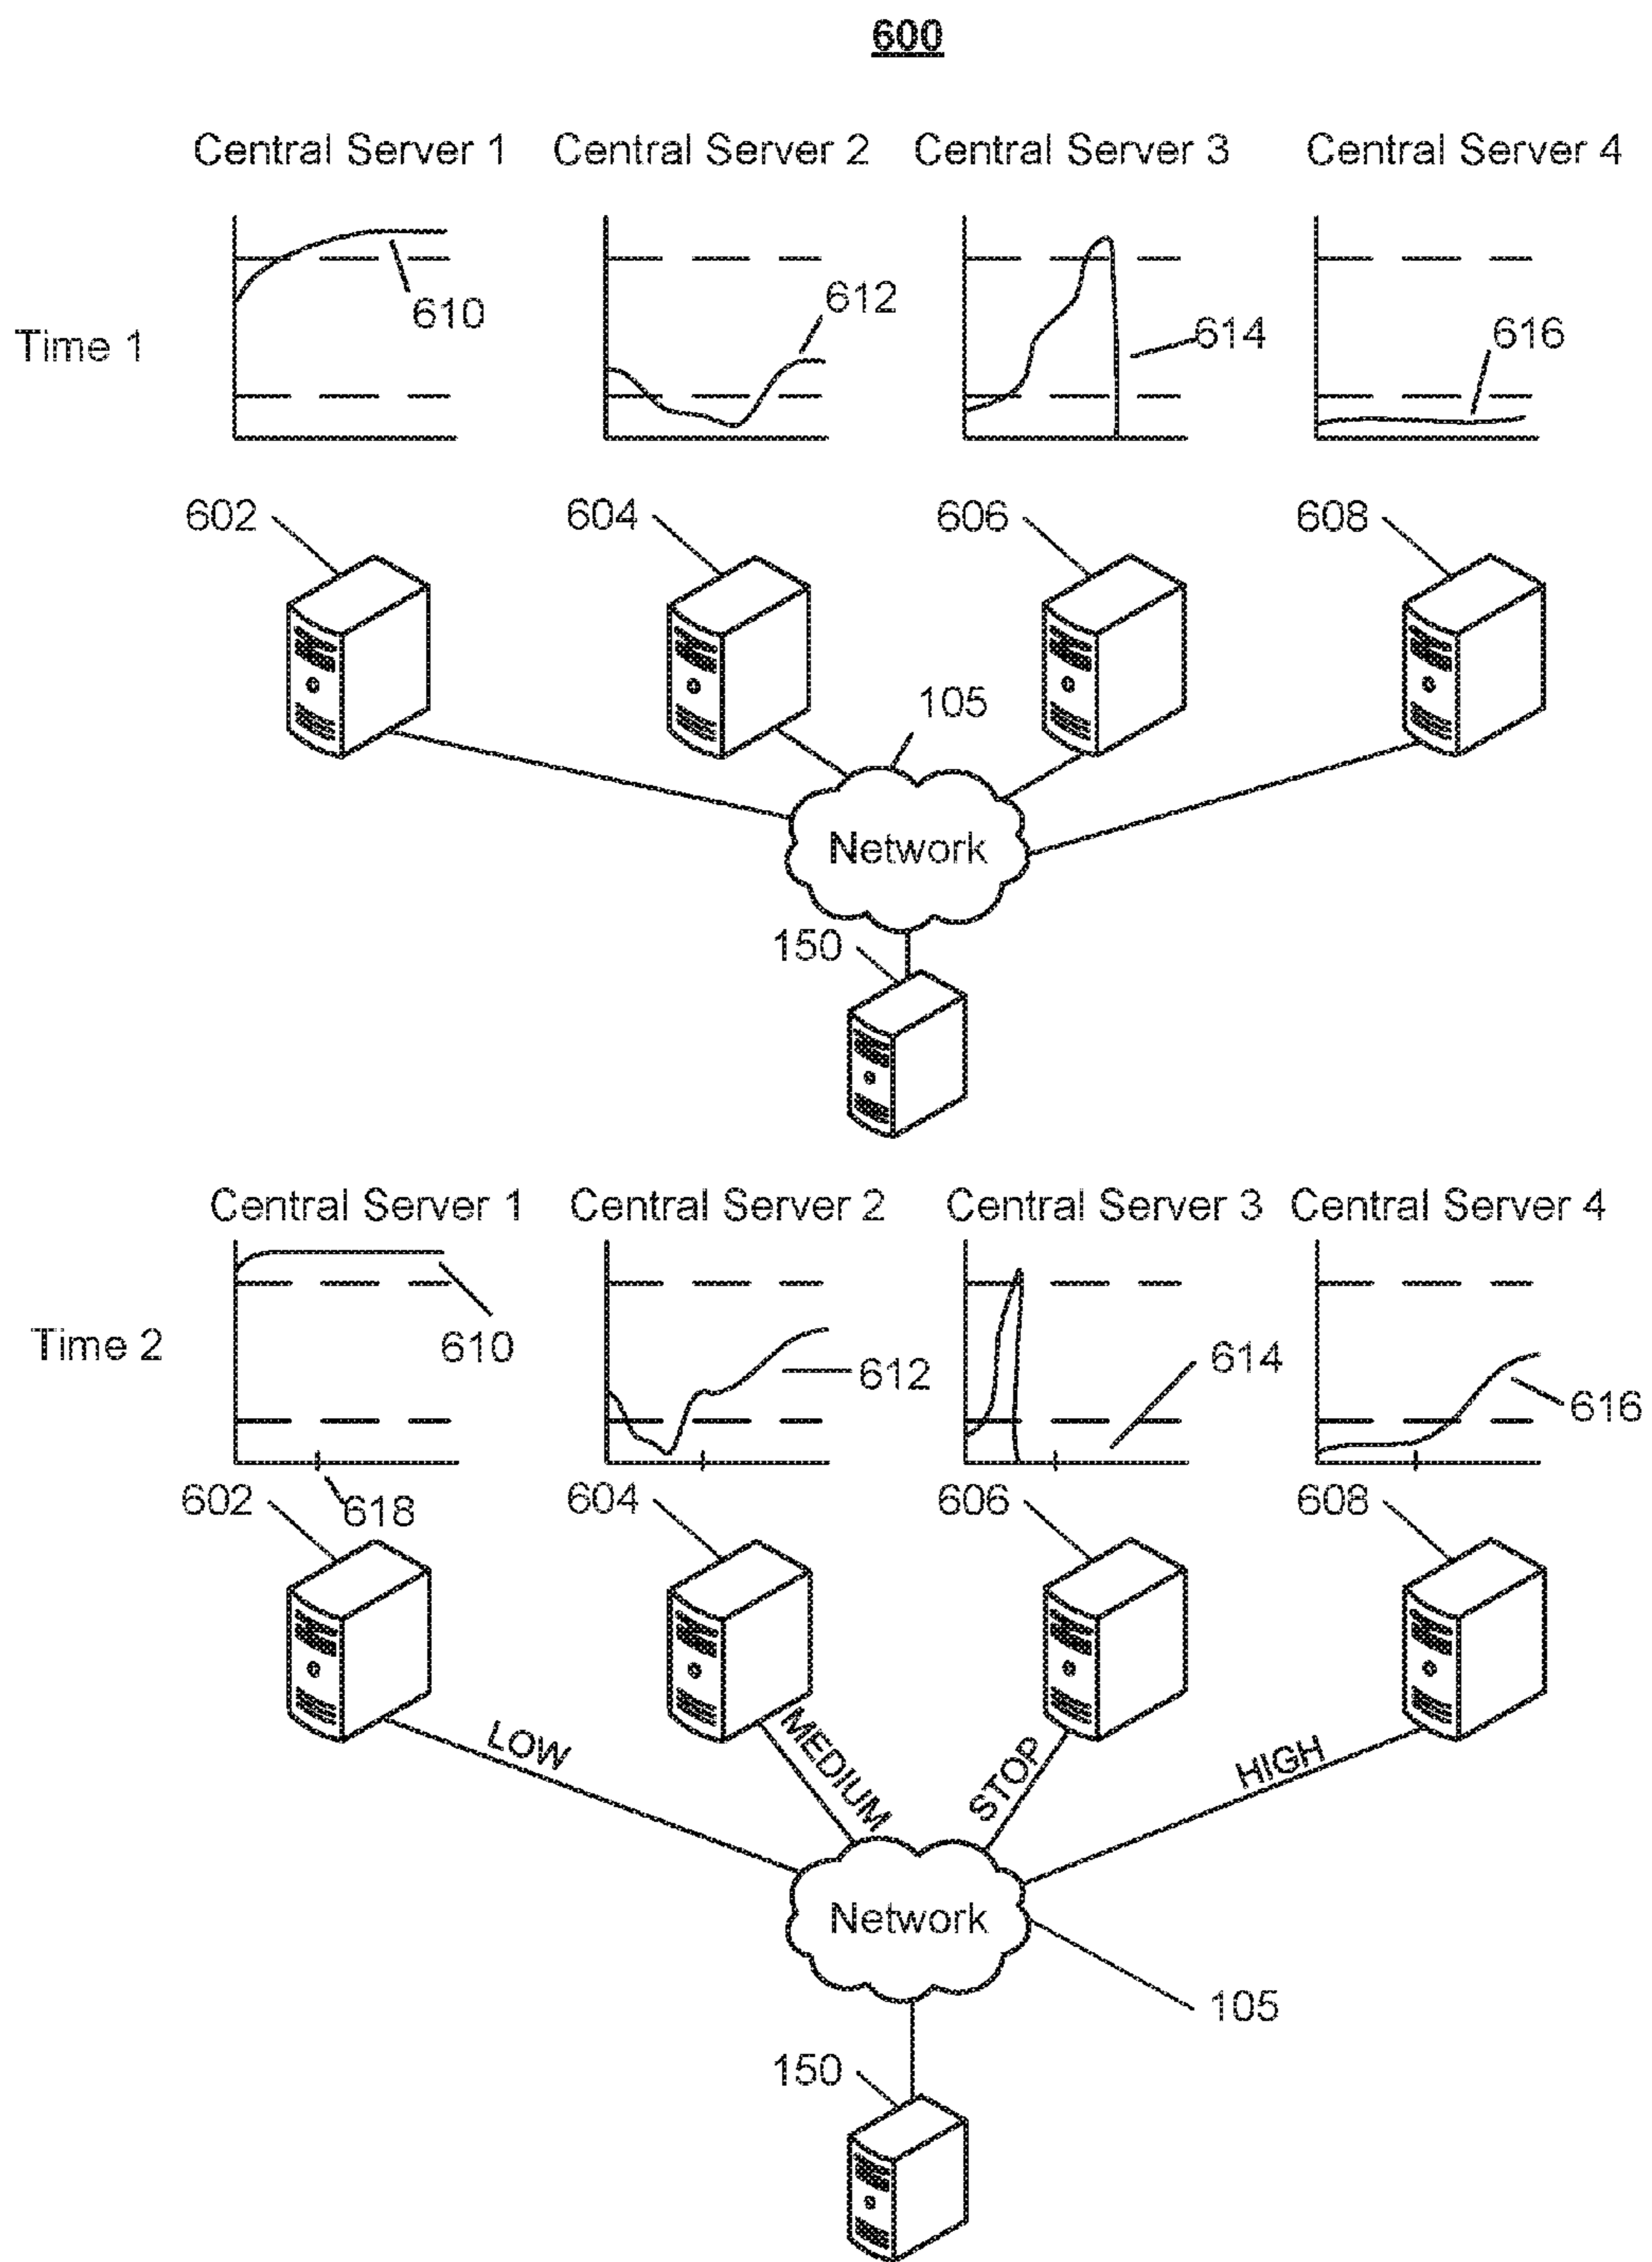 600
Central Server 1 Central Server 2 Central Server 3 Central Server 4
610
612
614
616
Time 1
602 604 606 608
105
Network
150
Central Server 1 Central Server 2 Central Server 3 Central Server 4
Time 2
610
612
614
616
618
602 604 606 608
LOW MEDIUM STOP HIGH
Network
105
150